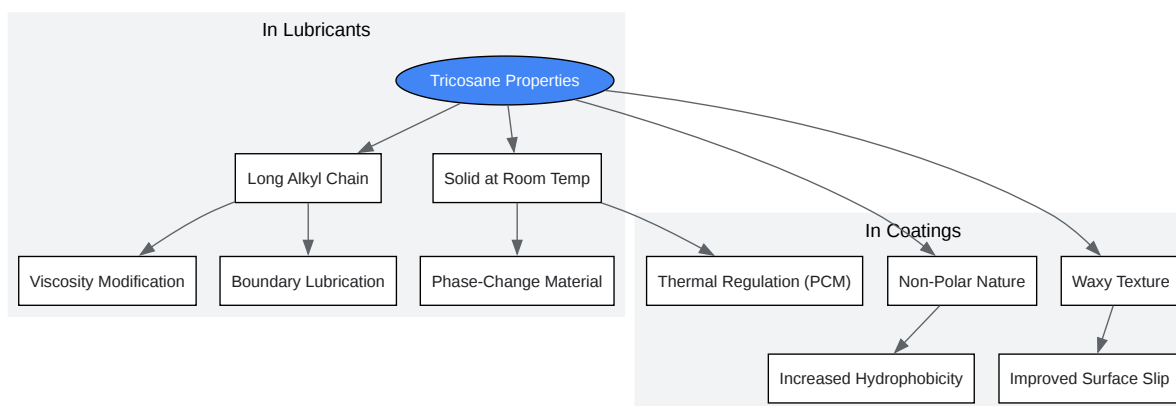 In Lubricants
Tricosane Properties
Long Alkyl Chain
Solid at Room Temp
In Coatings
Viscosity Modification
Boundary Lubrication
Phase-Change Material
Thermal Regulation (PCM)
Non-Polar Nature
Waxy Texture
Increased Hydrophobicity
Improved Surface Slip